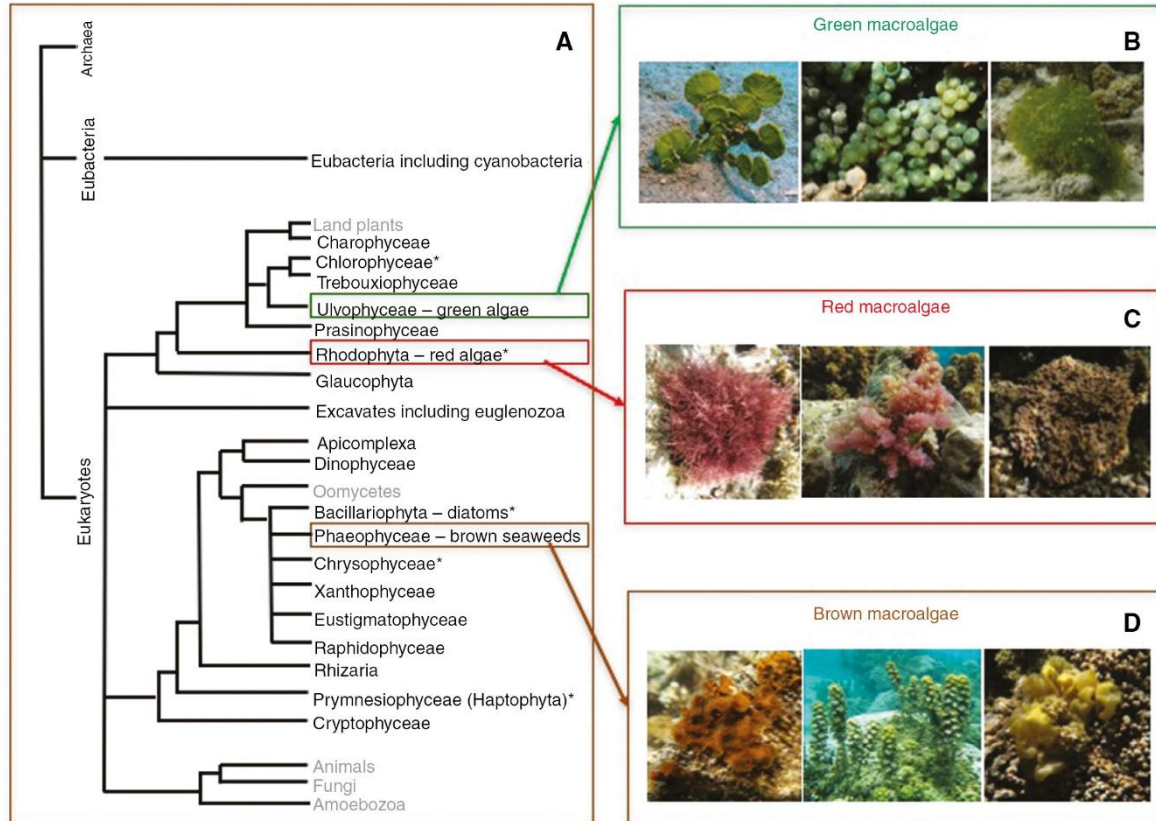 A
Archaea
Eubacteria
Eubacteria including cyanobacteria
Land plants
Charophyceae
Chlorophyceae*
Trebouxiophyceae
Ulvophyceae – green algae
Prasinophyceae
Rhodophyta – red algae*
Glaucophyta
Excavates including euglenozoa
Eukaryotes
Apicomplexa
Dinophyceae
Oomycetes
Bacillariophyta – diatoms*
Phaeophyceae – brown seaweeds
Chrysophyceae*
Xanthophyceae
Eustigmatophyceae
Raphidophyceae
Rhizaria
Prymnesiophyceae (Haptophyta)*
Cryptophyceae
Animals
Fungi
Amoebozoa
Green macroalgae
B
Red macroalgae
C
Brown macroalgae
D